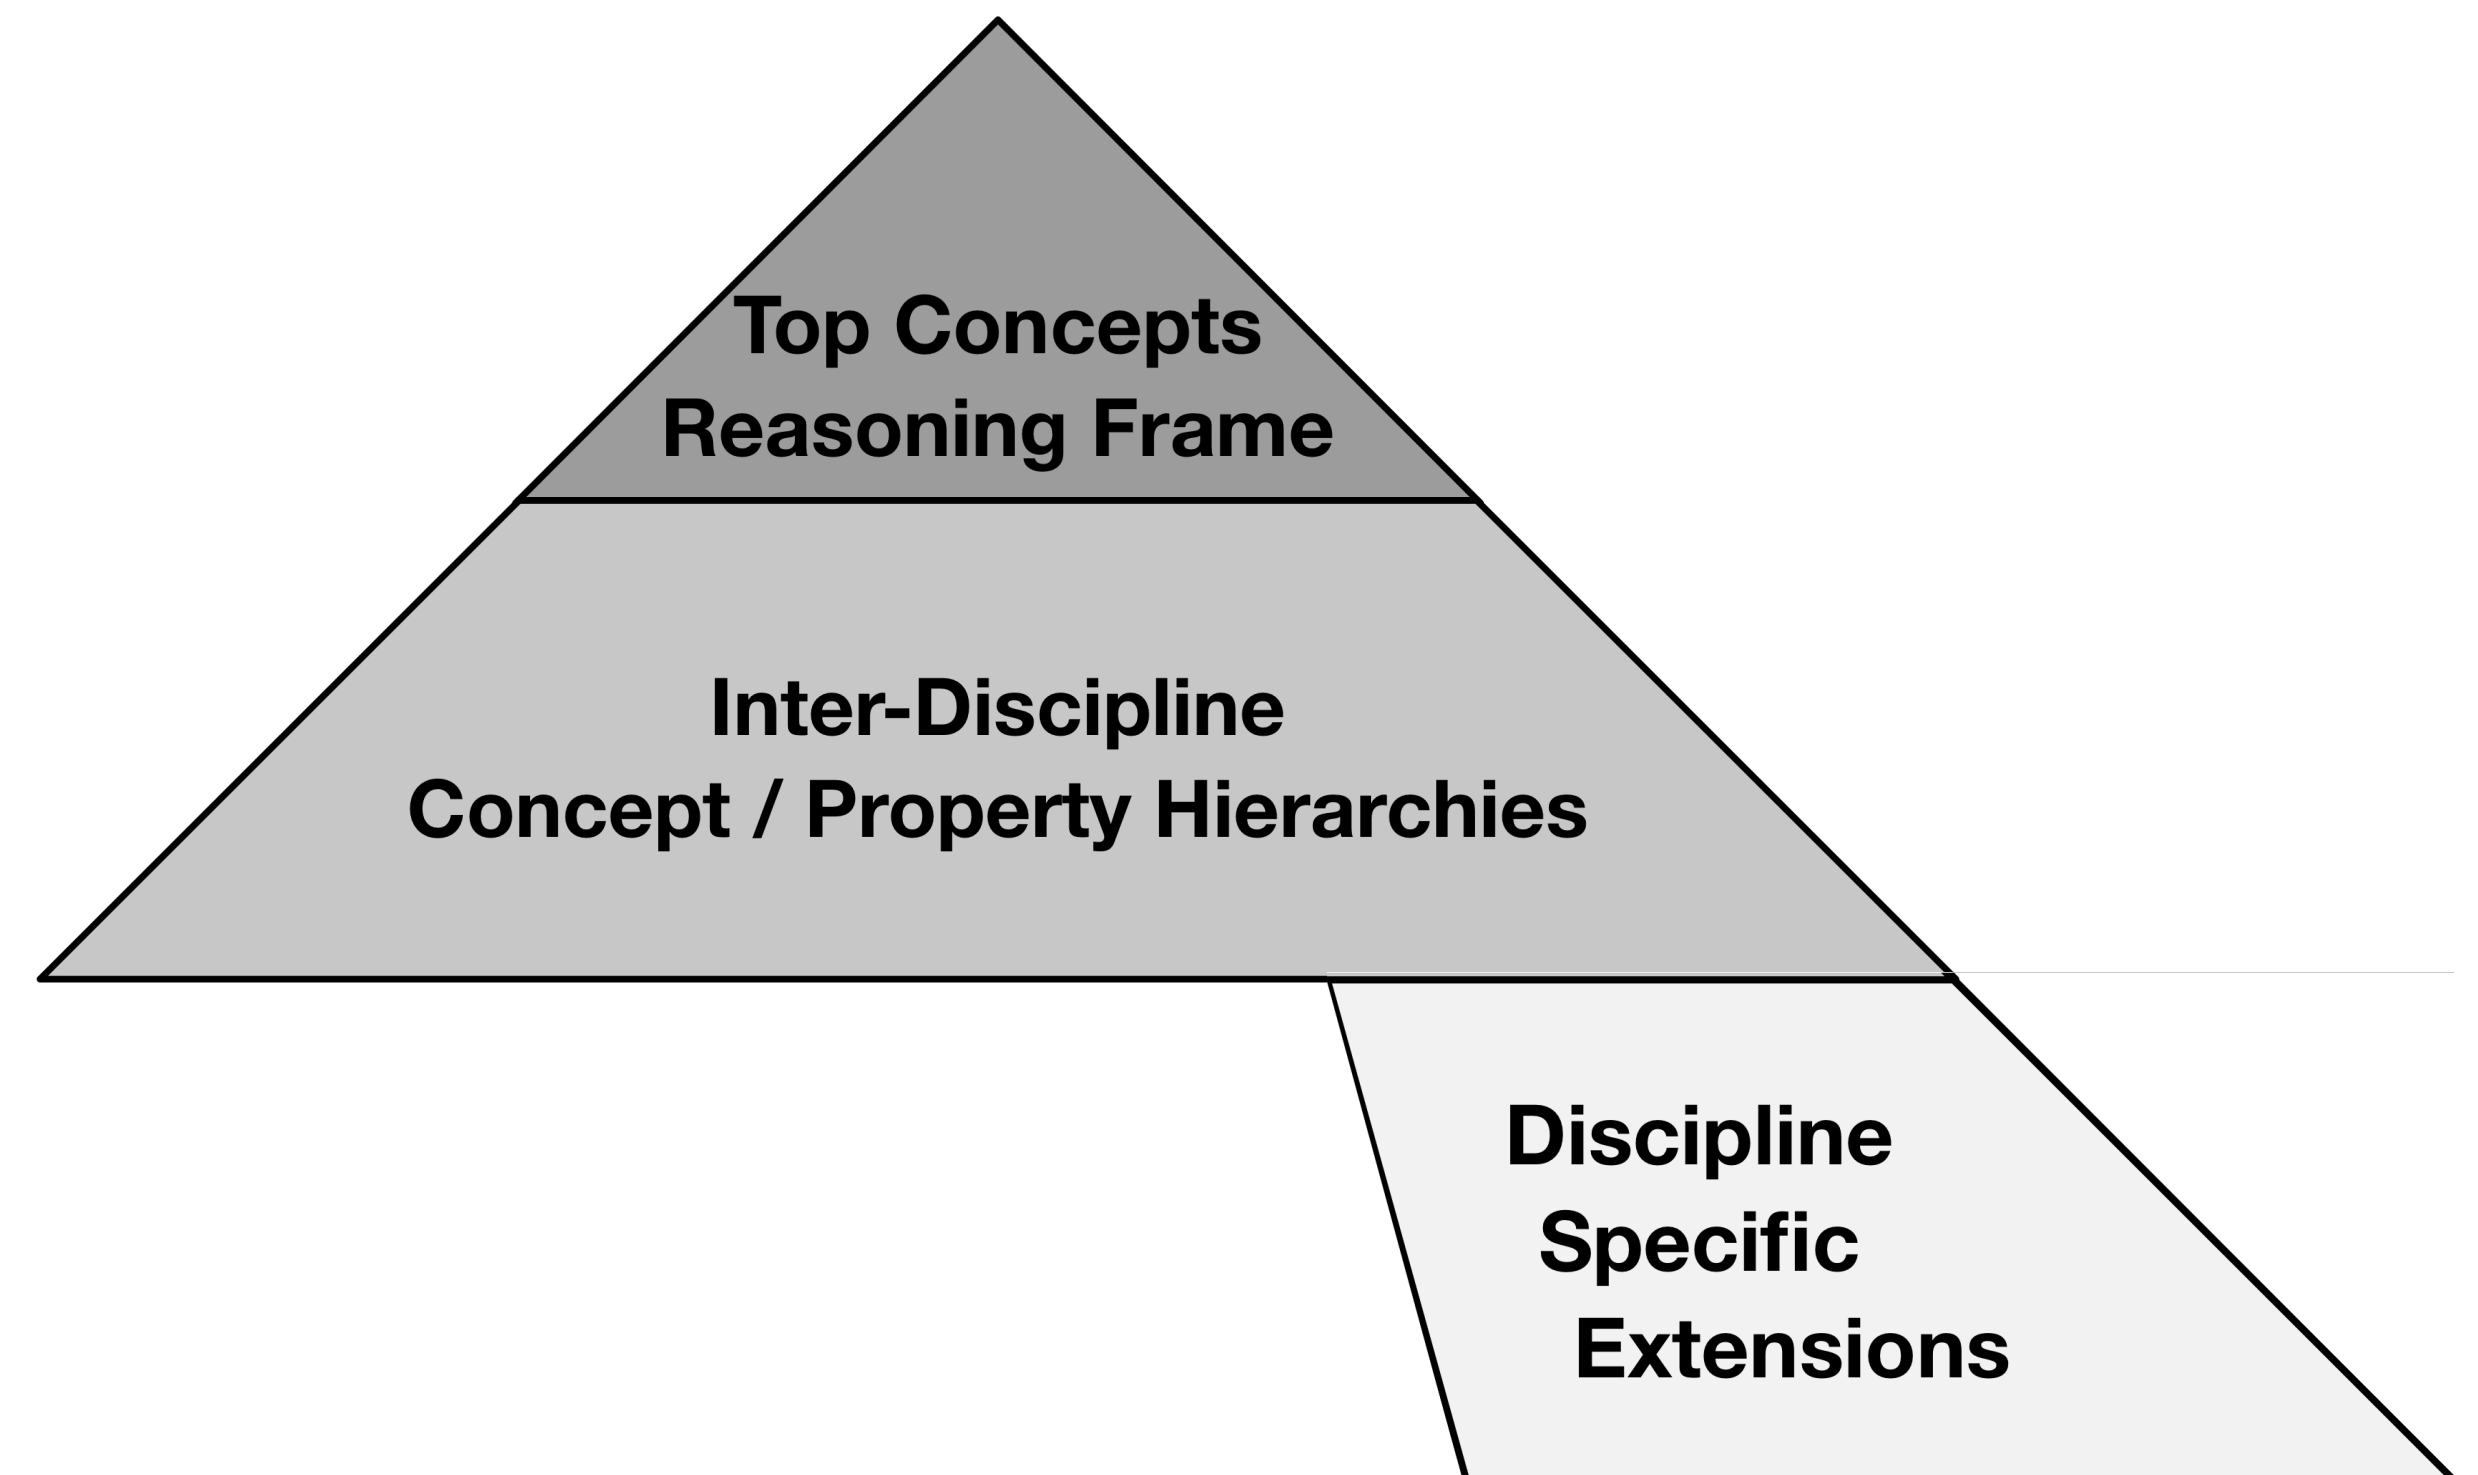 Top Concepts
Reasoning Frame
Inter-Discipline
Concept / Property Hierarchies
Discipline
Specific
Extensions